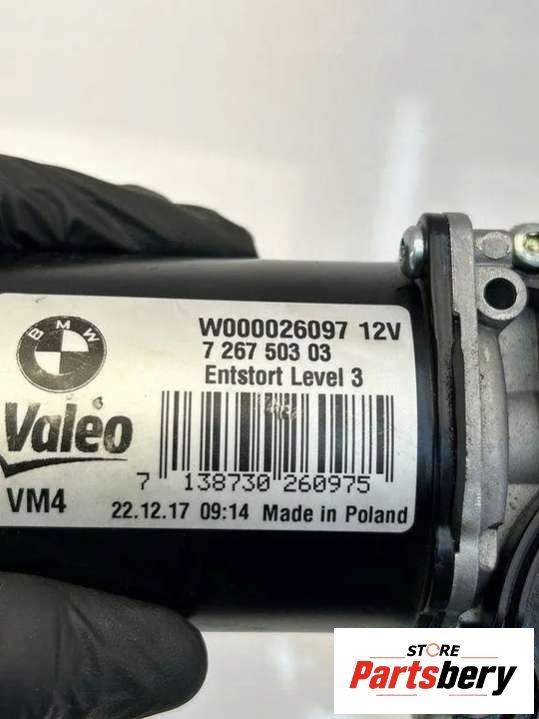 BMW
W000026097 12V
7 267 503 03
Entstort Level 3
Valeo
7 138730 260975
VM4
22.12.17 09:14 Made in Poland
STORE
Partsbery